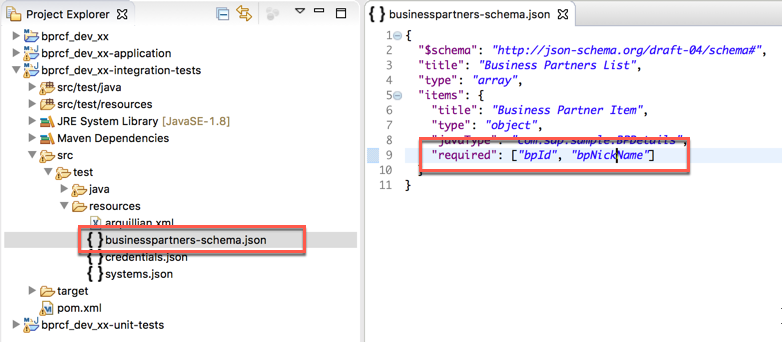 Project Explorer
bprcf_dev_xx
bprcf_dev_xx-application
bprcf_dev_xx-integration-tests
src/test/java
src/test/resources
JRE System Library [JavaSE-1.8]
Maven Dependencies
src
test
java
resources
arquillian.xml
businesspartners-schema.json
credentials.json
systems.json
target
pom.xml
bprcf_dev_xx-unit-tests
businesspartners-schema.json
1 {
2 "$schema": "http://json-schema.org/draft-04/schema#",
3 "title": "Business Partners List",
4 "type": "array",
5 "items": {
6 "title": "Business Partner Item",
7 "type": "object",
8 "javaType": "com.sap.sample.BPDetails",
9 "required": ["bpId", "bpNickName"]
10 }
11 }